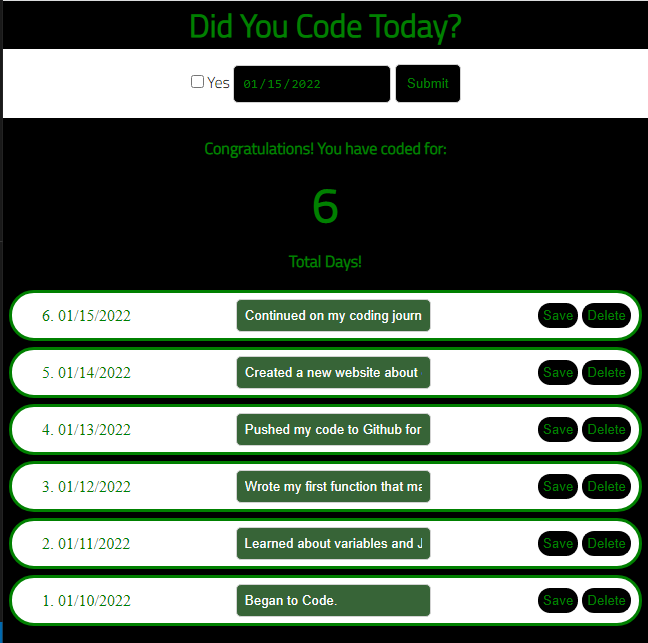 Did You Code Today?
Yes 01/15/2022 Submit
Congratulations! You have coded for:
6
Total Days!
6. 01/15/2022 Continued on my coding journ Save Delete
5. 01/14/2022 Created a new website about Save Delete
4. 01/13/2022 Pushed my code to Github for Save Delete
3. 01/12/2022 Wrote my first function that ma Save Delete
2. 01/11/2022 Learned about variables and J Save Delete
1. 01/10/2022 Began to Code. Save Delete